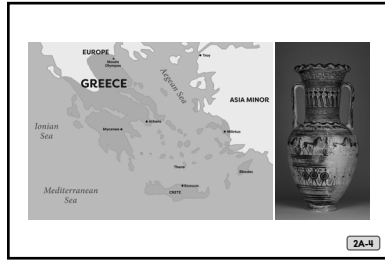 EUROPE
Mount
Olympus
Troy
GREECE
Aegean Sea
ASIA MINOR
Ionian
Sea
Athens
Mycenae
Miletus
Thera
Rhodes
Mediterranean
Sea
Knossos
CRETE
2A-4